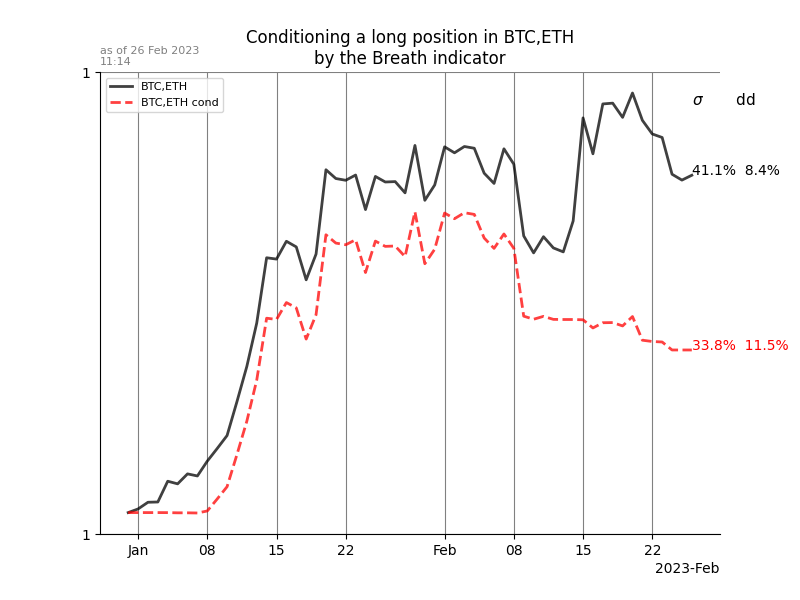 Conditioning a long position in BTC,ETH
by the Breath indicator
as of 26 Feb 2023
11:14
1
BTC,ETH
BTC,ETH cond
σ dd
41.1% 8.4%
33.8% 11.5%
1
Jan 08 15 22 Feb 08 15 22
2023-Feb